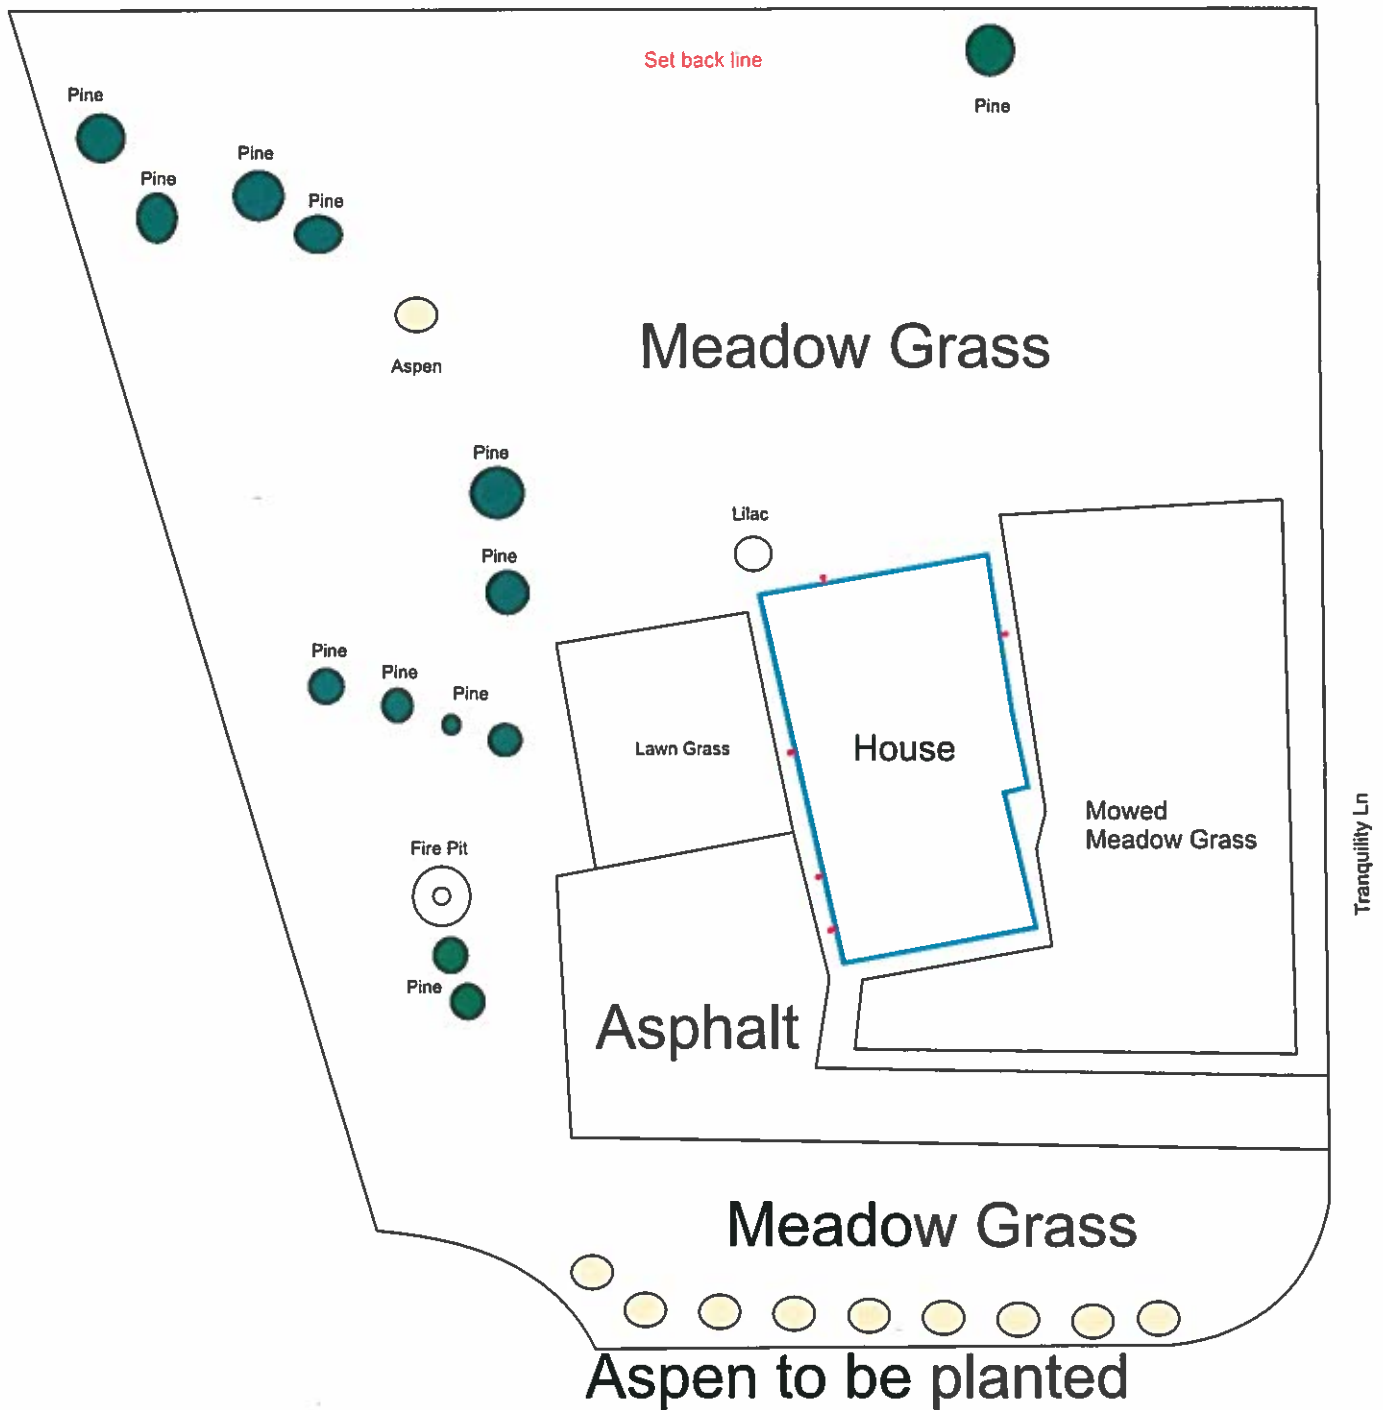 Set back line
Pine
Pine
Pine
Pine
Pine
Aspen
Meadow Grass
Pine
Lilac
Pine
Pine
Pine
Pine
Lawn Grass
House
Mowed
Meadow Grass
Tranquility Ln
Fire Pit
Pine
Asphalt
Meadow Grass
Aspen to be planted